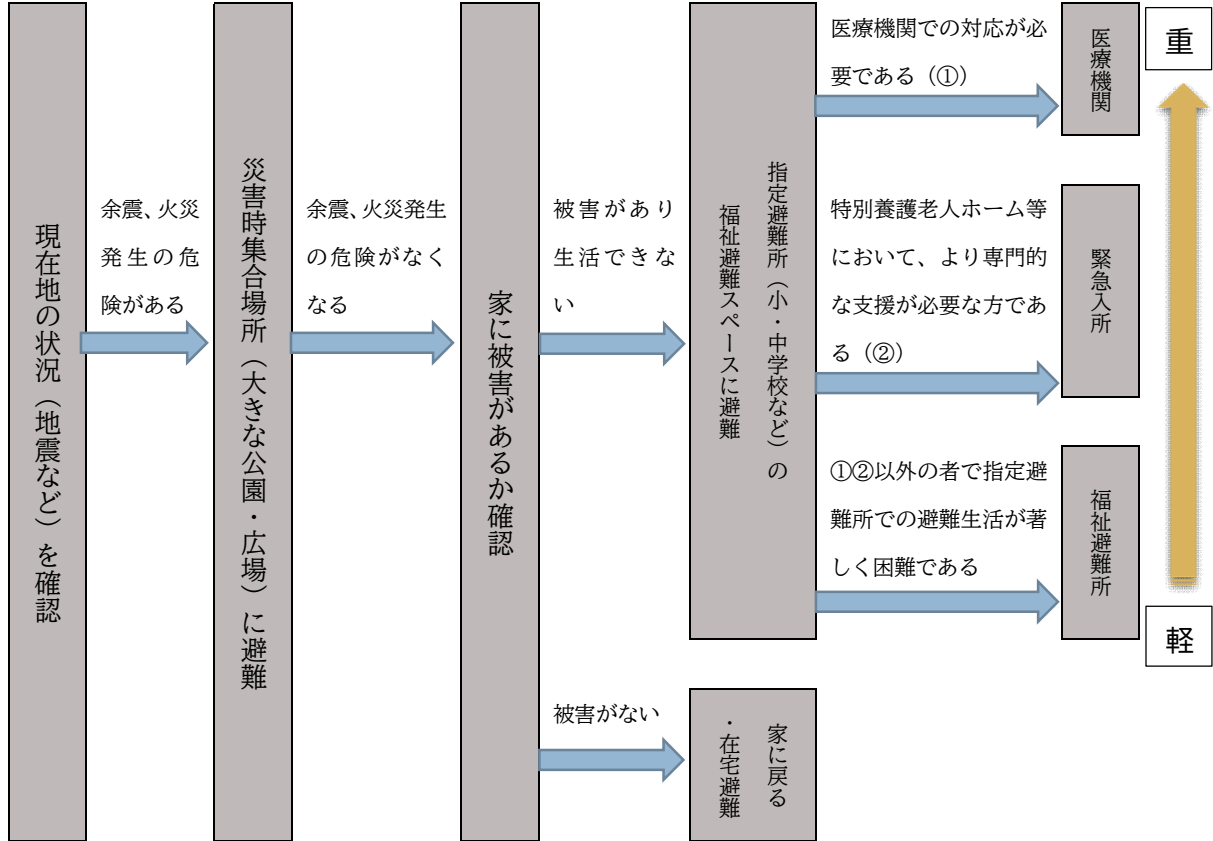 現在地の状況（地震など）を確認
余震、火災
発生の危
険がある
災害時集合場所（大きな公園・広場）に避難
余震、火災発生
の危険がなく
なる
家に被害があるか確認
被害があり
生活できな
い
指定避難所（小・中学校など）の
福祉避難スペースに避難
医療機関での対応が必
要である（①）
医療機関
特別養護老人ホーム等
において、より専門的
な支援が必要な方であ
る（②）
緊急入所
①②以外の者で指定避
難所での避難生活が著
しく困難である
福祉避難所
被害がない
家に戻る
・在宅避難
重
軽